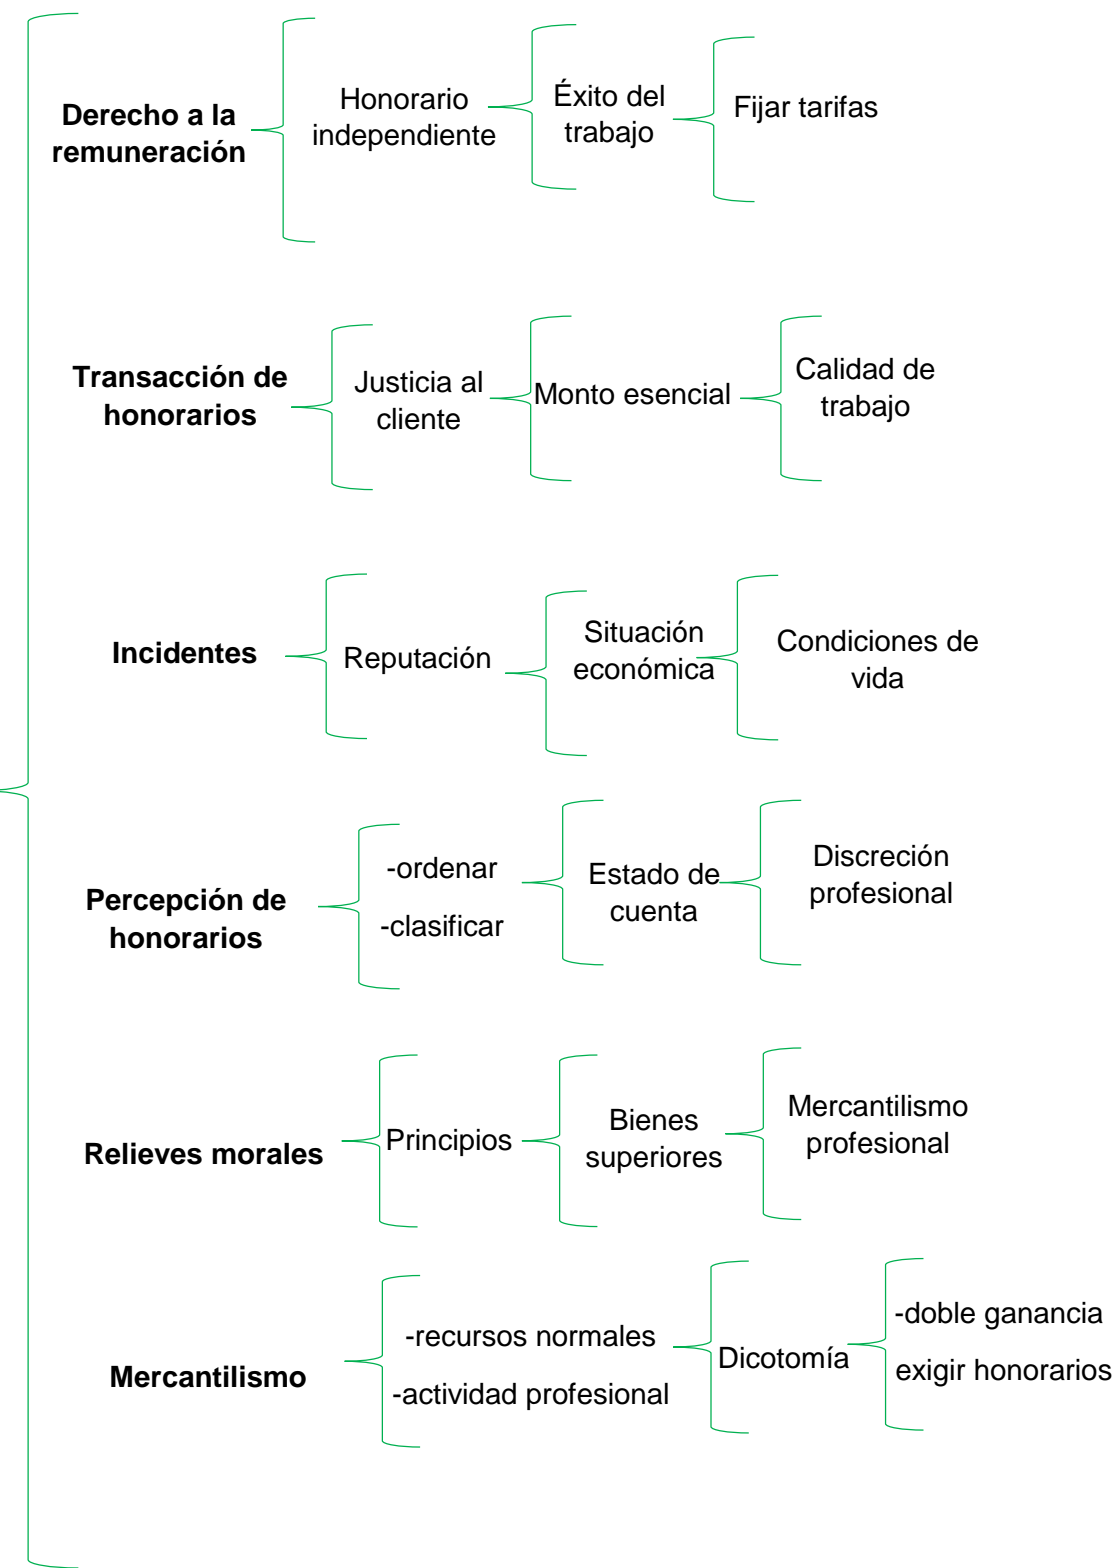 Derecho a la
remuneración
Honorario
independiente
Éxito del
trabajo
Fijar tarifas
Transacción de
honorarios
Justicia al
cliente
Monto esencial
Calidad de
trabajo
Incidentes
Reputación
Situación
económica
Condiciones de
vida
Percepción de
honorarios
-ordenar
-clasificar
Estado de
cuenta
Discreción
profesional
Relieves morales
Principios
Bienes
superiores
Mercantilismo
profesional
Mercantilismo
-recursos normales
-actividad profesional
Dicotomía
-doble ganancia
exigir honorarios